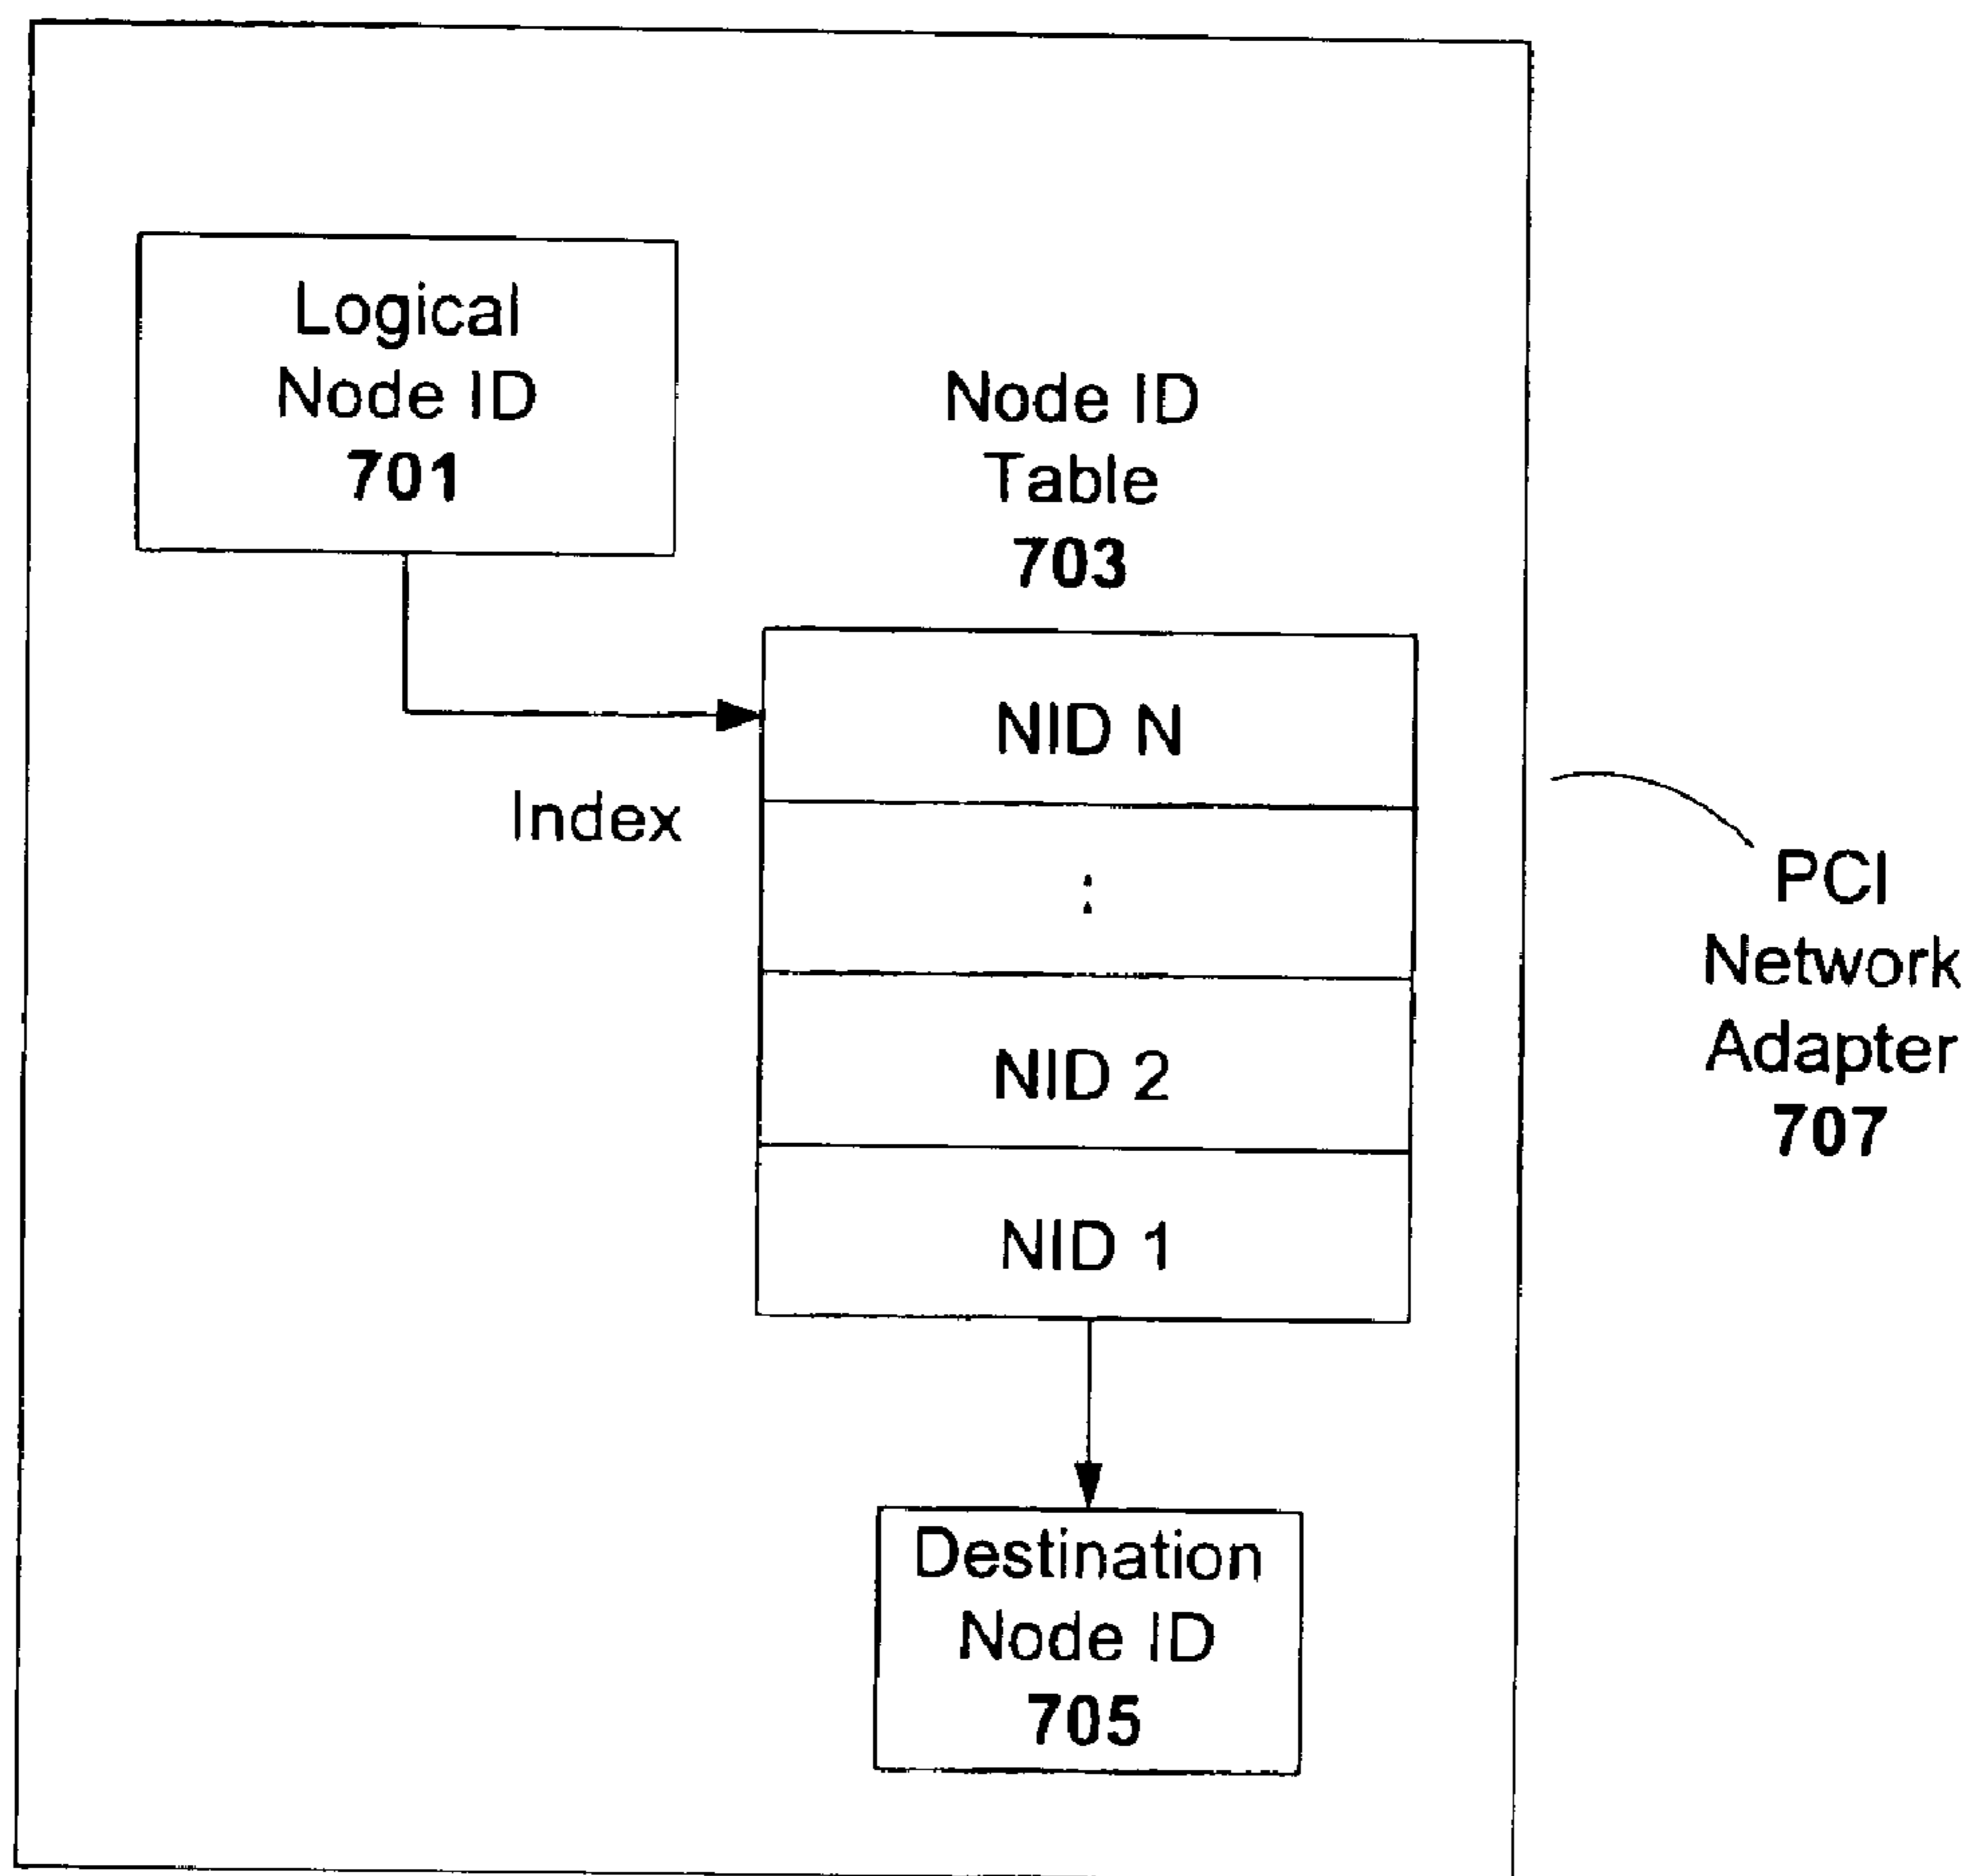 Logical
Node ID
701
Node ID
Table
703
Index
NID N
:
NID 2
NID 1
Destination
Node ID
705
PCI
Network
Adapter
707